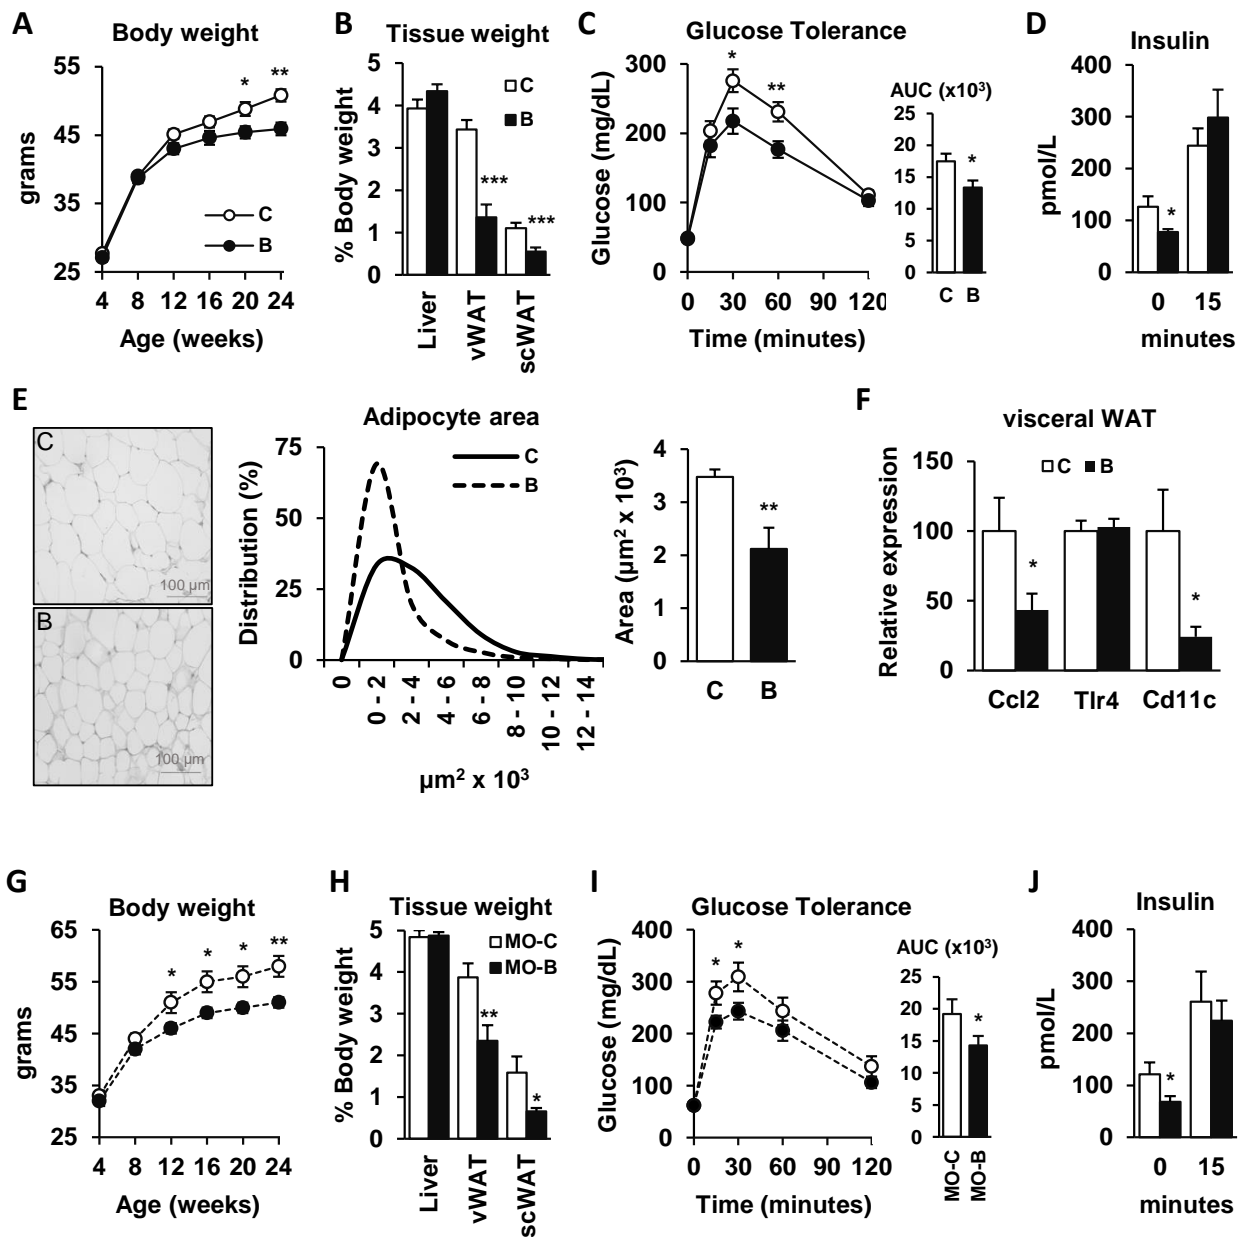 A
Body weight
55
45
35
25
grams
* **
C
B
4 8 12 16 20 24
Age (weeks)
B
Tissue weight
5
4
3
2
1
0
% Body weight
C
B
***
***
Liver
vWAT
scWAT
C
Glucose Tolerance
300
200
100
0
Glucose (mg/dL)
*
**
0 30 60 90 120
Time (minutes)
AUC (x10³)
25
20
15
10
5
0
*
C B
D
Insulin
400
300
200
100
0
pmol/L
*
0 15
minutes
E
C
100 µm
B
100 µm
Adipocyte area
75
50
25
0
Distribution (%)
C
B
0
0 - 2
2 - 4
4 - 6
6 - 8
8 - 10
10 - 12
12 - 14
µm² x 10³
4
3
2
1
0
Area (µm² x 10³)
**
C B
F
visceral WAT
150
100
50
0
Relative expression
C B
*
*
Ccl2 Tlr4 Cd11c
G
Body weight
65
55
45
35
25
grams
* * * **
4 8 12 16 20 24
Age (weeks)
H
Tissue weight
5
4
3
2
1
0
% Body weight
MO-C
MO-B
**
*
Liver
vWAT
scWAT
I
Glucose Tolerance
400
300
200
100
0
Glucose (mg/dL)
* *
0 30 60 90 120
Time (minutes)
AUC (x10³)
25
20
15
10
5
0
*
MO-C
MO-B
J
Insulin
400
300
200
100
0
pmol/L
*
0 15
minutes